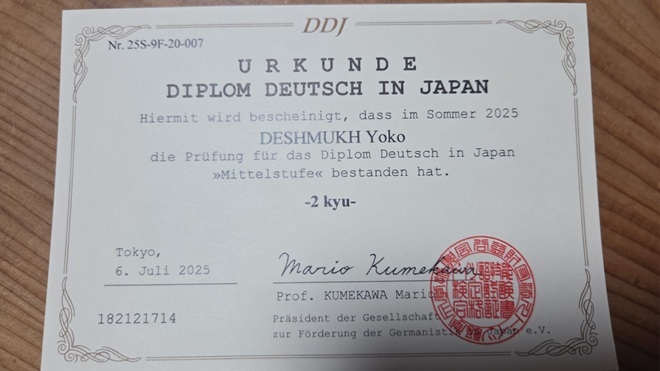 DDJ
Nr. 25S-9F-20-007
URKUNDE
DIPLOM DEUTSCH IN JAPAN
Hiermit wird bescheinigt, dass im Sommer 2025
DESHMUKH Yoko
die Prüfung für das Diplom Deutsch in Japan
»Mittelstufe« bestanden hat.
-2 kyu-
Tokyo,
6. Juli 2025
Mario Kumekawa
Prof. KUMEKAWA Mario
182121714
Präsident der Gesellschaft
zur Förderung der Germanistik in Japan e.V.